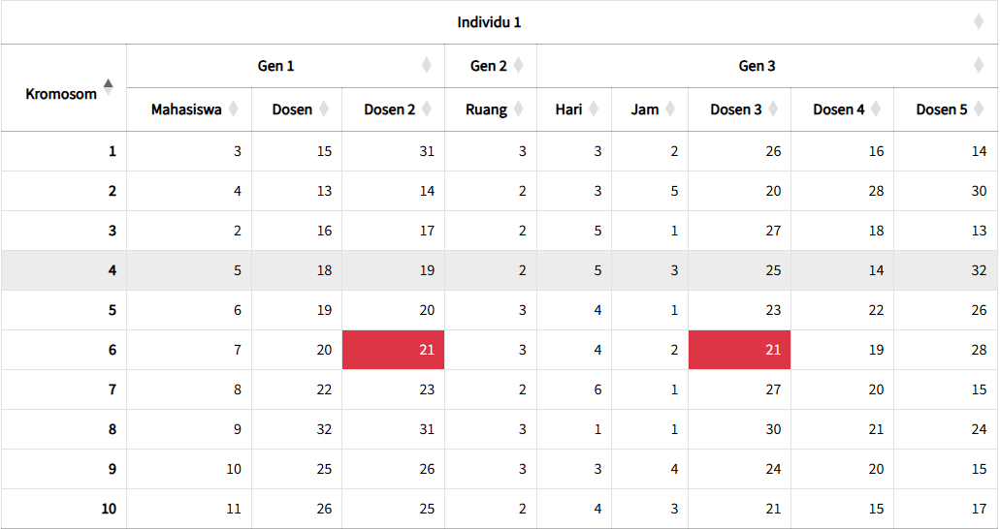 Individu 1
Kromosom Gen 1 Gen 2 Gen 3
Mahasiswa Dosen Dosen 2 Ruang Hari Jam Dosen 3 Dosen 4 Dosen 5
1 3 15 31 3 3 2 26 16 14
2 4 13 14 2 3 5 20 28 30
3 2 16 17 2 5 1 27 18 13
4 5 18 19 2 5 3 25 14 32
5 6 19 20 3 4 1 23 22 26
6 7 20 21 3 4 2 21 19 28
7 8 22 23 2 6 1 27 20 15
8 9 32 31 3 1 1 30 21 24
9 10 25 26 3 3 4 24 20 15
10 11 26 25 2 4 3 21 15 17